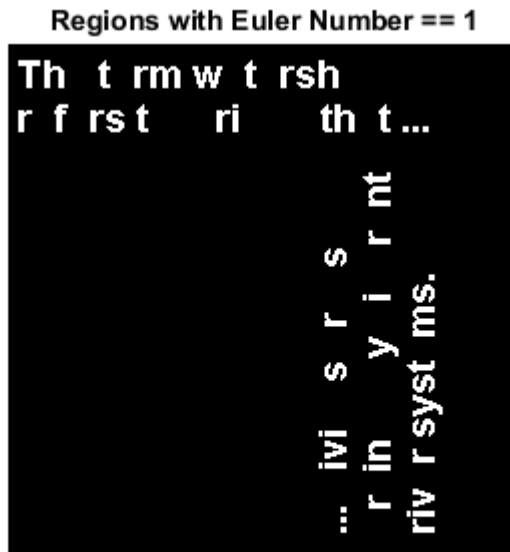 Regions with Euler Number == 1
Th t rm w t rsh
r f rs t ri th t ...
... ivi s r s
r in y i r nt
riv r syst ms.